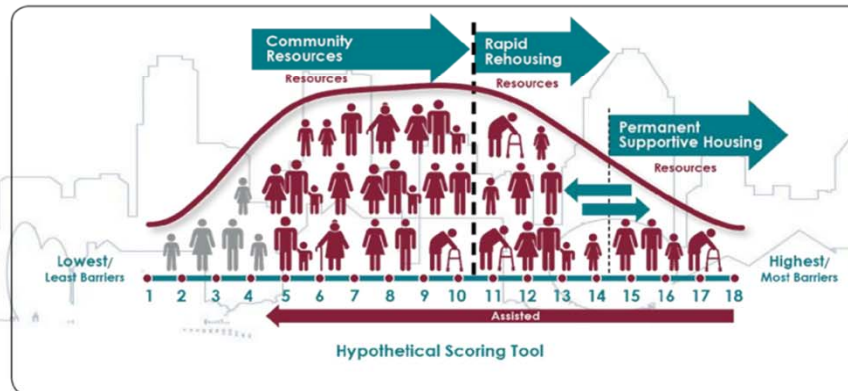 Community
Resources
Resources
Rapid
Rehousing
Resources
Permanent
Supportive Housing
Resources
Lowest/
Least Barriers
Highest/
Most Barriers
1 2 3 4 5 6 7 8 9 10 11 12 13 14 15 16 17 18
Assisted
Hypothetical Scoring Tool